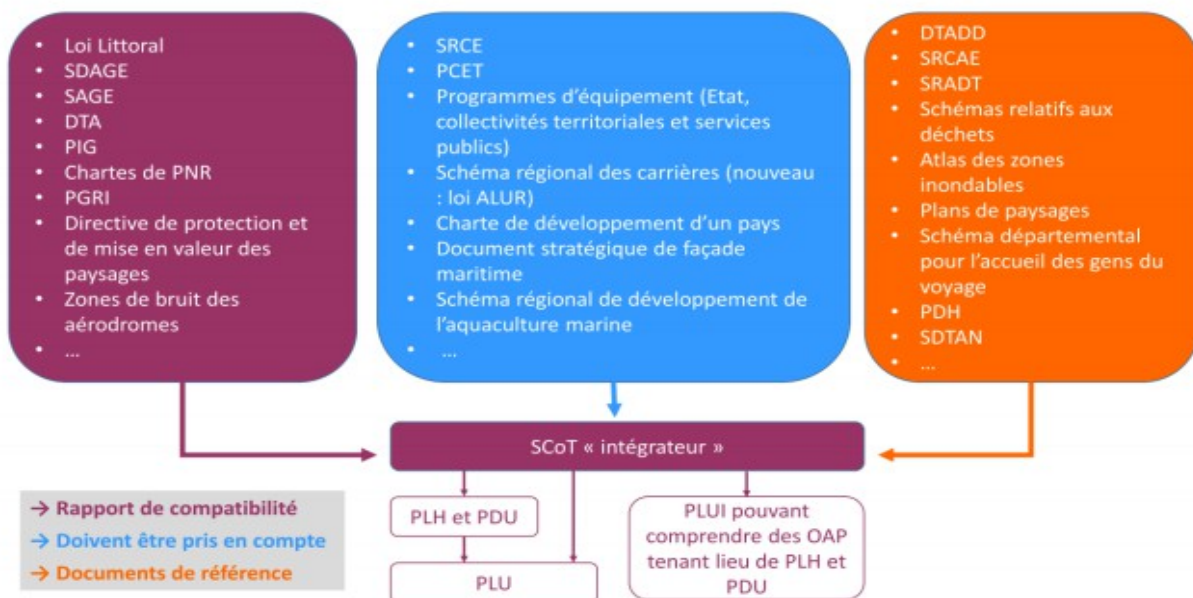 • Loi Littoral
• SDAGE
• SAGE
• DTA
• PIG
• Chartes de PNR
• PGRI
• Directive de protection et
de mise en valeur des
paysages
• Zones de bruit des
aérodromes
• ...
• SRCE
• PCET
• Programmes d'équipement (Etat,
collectivités territoriales et services
publics)
• Schéma régional des carrières (nouveau
: loi ALUR)
• Charte de développement d'un pays
• Document stratégique de façade
maritime
• Schéma régional de développement de
l'aquaculture marine
• ...
• DTADD
• SRCAE
• SRADT
• Schémas relatifs aux
déchets
• Atlas des zones
inondables
• Plans de paysages
• Schéma départemental
pour l'accueil des gens du
voyage
• PDH
• SDTAN
• ...
SCoT « intégrateur »
→ Rapport de compatibilité
→ Doivent être pris en compte
→ Documents de référence
PLH et PDU
PLU
PLUI pouvant
comprendre des OAP
tenant lieu de PLH et
PDU